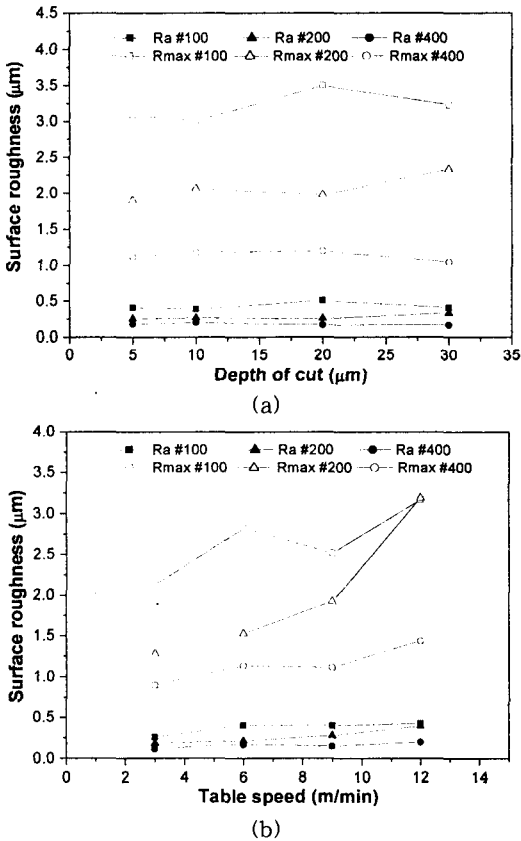 4.5
4.0
3.5
3.0
2.5
2.0
1.5
1.0
0.5
0.0
Surface roughness (μm)
Ra #100 Ra #200 Ra #400
Rmax #100 Rmax #200 Rmax #400
0 5 10 15 20 25 30 35
Depth of cut (μm)
(a)
4.0
3.5
3.0
2.5
2.0
1.5
1.0
0.5
0.0
Surface roughness (μm)
Ra #100 Ra #200 Ra #400
Rmax #100 Rmax #200 Rmax #400
0 2 4 6 8 10 12 14
Table speed (m/min)
(b)